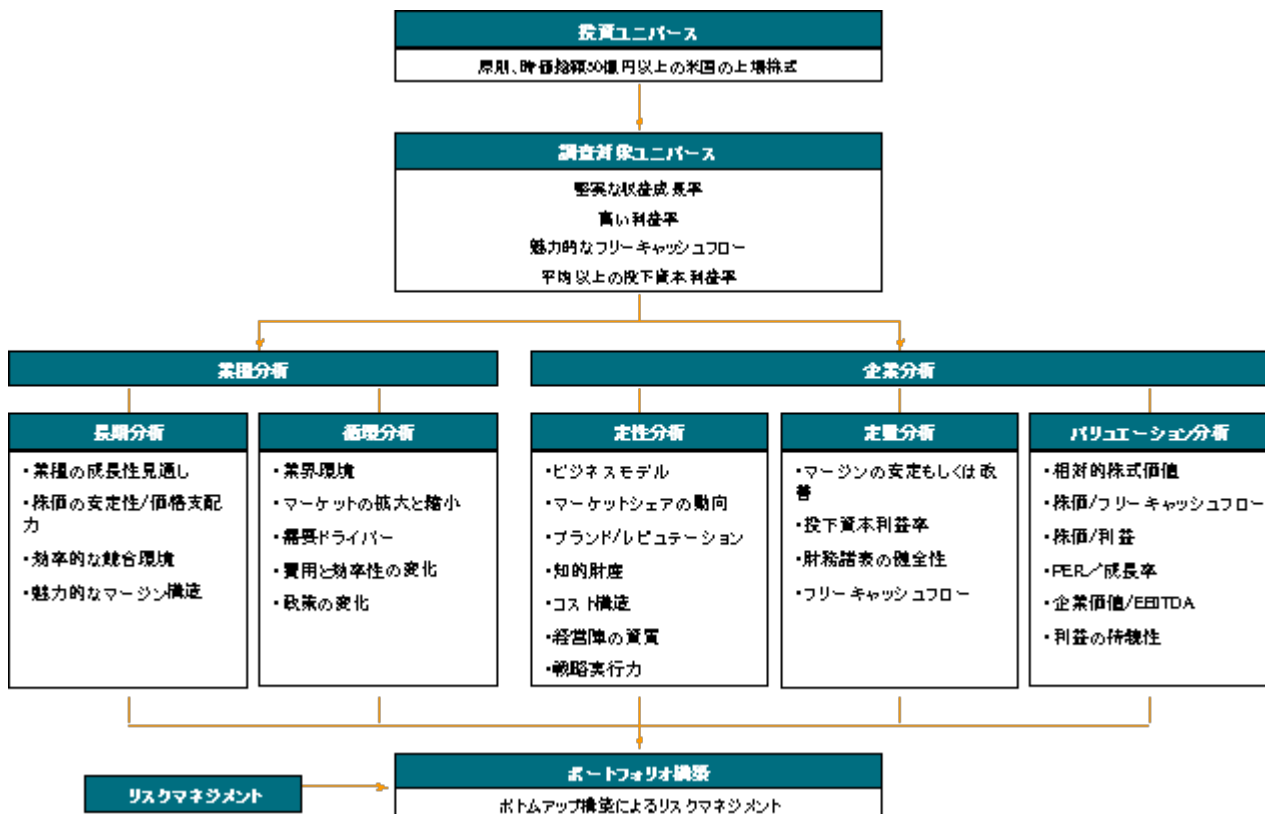 投資ユニバース
原則、時価総額50億円以上の米国の上場株式
調査対象ユニバース
堅実な収益成長率
高い利益率
魅力的なフリーキャッシュフロー
平均以上の投下資本利益率
業種分析
企業分析
長期分析
・業種の成長性見通し
・株価の安定性/価格支配
力
・効率的な競合環境
・魅力的なマージン構造
循環分析
・業界環境
・マーケットの拡大と縮小
・需要ドライバー
・費用と効率性の変化
・政策の変化
定性分析
・ビジネスモデル
・マーケットシェアの動向
・ブランド/レピュテーション
・知的財産
・コスト構造
・経営陣の資質
・戦略実行力
定量分析
・マージンの安定もしくは改
善
・投下資本利益率
・財務諸表の健全性
・フリーキャッシュフロー
バリュエーション分析
・相対的株式価値
・株価/フリーキャッシュフロー
・株価/利益
・PER/成長率
・企業価値/EBITDA
・利益の持続性
リスクマネジメント
ポートフォリオ構築
ボトムアップ構築によるリスクマネジメント